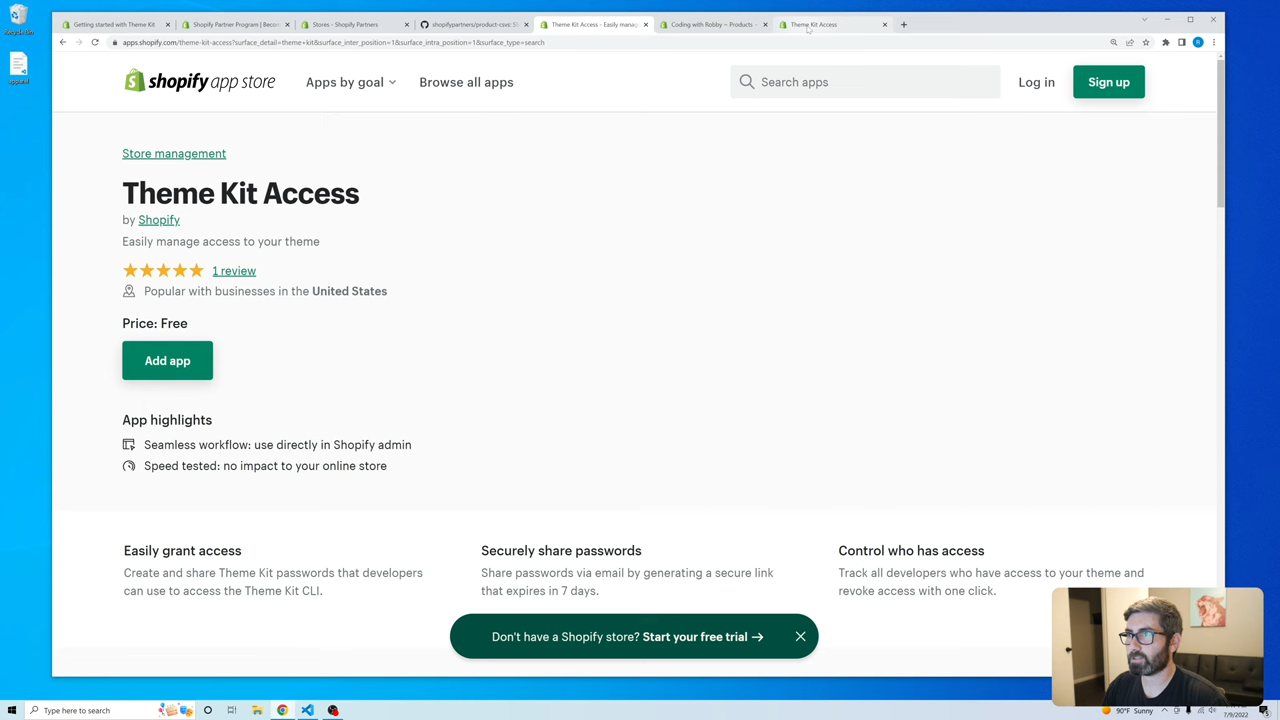 Getting started with Theme Kit
Shopify Partner Program | Becom
Stores - Shopify Partners
shopifypartners/product-csvs: Sh
Theme Kit Access - Easily manag
Coding with Robby ~ Products ~
Theme Kit Access
apps.shopify.com/theme-kit-access?surface_detail=theme+kit&surface_inter_position=1&surface_intra_position=1&surface_type=search
shopify app store
Apps by goal
Browse all apps
Search apps
Log in
Sign up
Store management
Theme Kit Access
by Shopify
Easily manage access to your theme
1 review
Popular with businesses in the United States
Price: Free
Add app
App highlights
Seamless workflow: use directly in Shopify admin
Speed tested: no impact to your online store
Easily grant access
Create and share Theme Kit passwords that developers
can use to access the Theme Kit CLI.
Securely share passwords
Share passwords via email by generating a secure link
that expires in 7 days.
Control who has access
Track all developers who have access to your theme and
revoke access with one click.
Don't have a Shopify store? Start your free trial →
Type here to search
90°F Sunny
7/9/2022